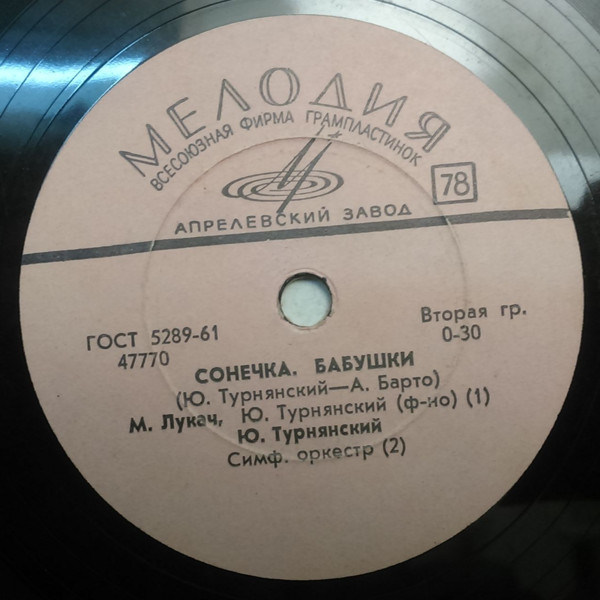 МЕЛОДИЯ
ВСЕСОЮЗНАЯ ФИРМА ГРАМПЛАСТИНОК
78
АПРЕЛЕВСКИЙ ЗАВОД
ГОСТ 5289-61
47770
Вторая гр.
0-30
СОНЕЧКА. БАБУШКИ
(Ю. Турнянский—А. Барто)
М. Лукач, Ю. Турнянский (ф-но) (1)
Ю. Турнянский
Симф. оркестр (2)